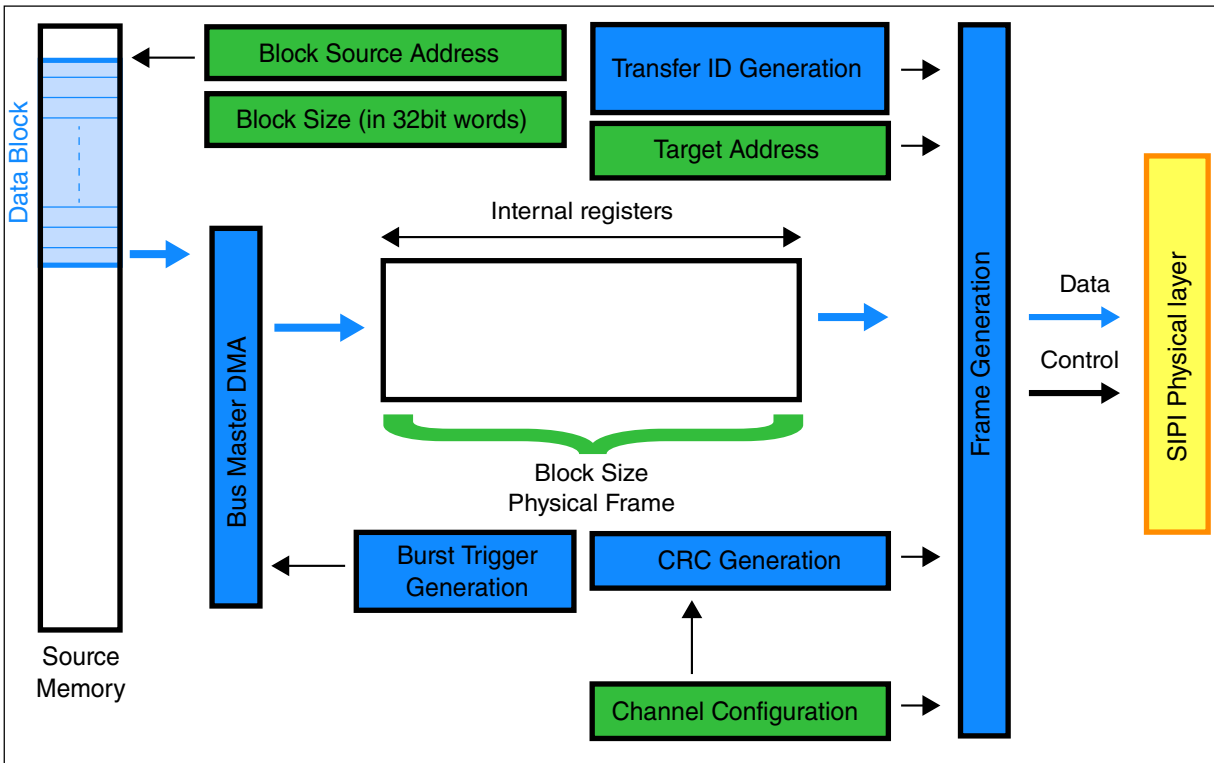 Block Source Address
Transfer ID Generation
Block Size (in 32bit words)
Target Address
Data Block
Internal registers
Bus Master DMA
Frame Generation
Data
Control
SIPI Physical layer
Block Size
Physical Frame
Burst Trigger
Generation
CRC Generation
Source
Memory
Channel Configuration